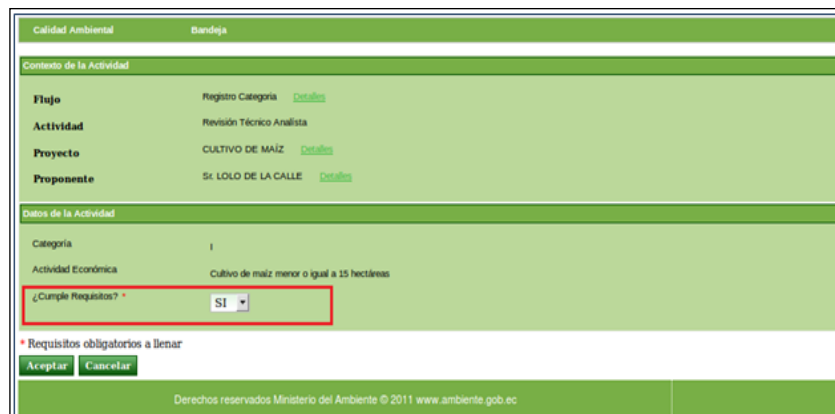 Calidad Ambiental Bandeja
Contexto de la Actividad
Flujo Registro Categoria Detalles
Actividad Revisión Técnico Analísta
Proyecto CULTIVO DE MAÍZ Detalles
Proponente Sr. LOLO DE LA CALLE Detalles
Datos de la Actividad
Categoría I
Actividad Económica Cultivo de maíz menor o igual a 15 hectáreas
¿Cumple Requisitos? * SI
* Requisitos obligatorios a llenar
Aceptar Cancelar
Derechos reservados Ministerio del Ambiente © 2011 www.ambiente.gob.ec